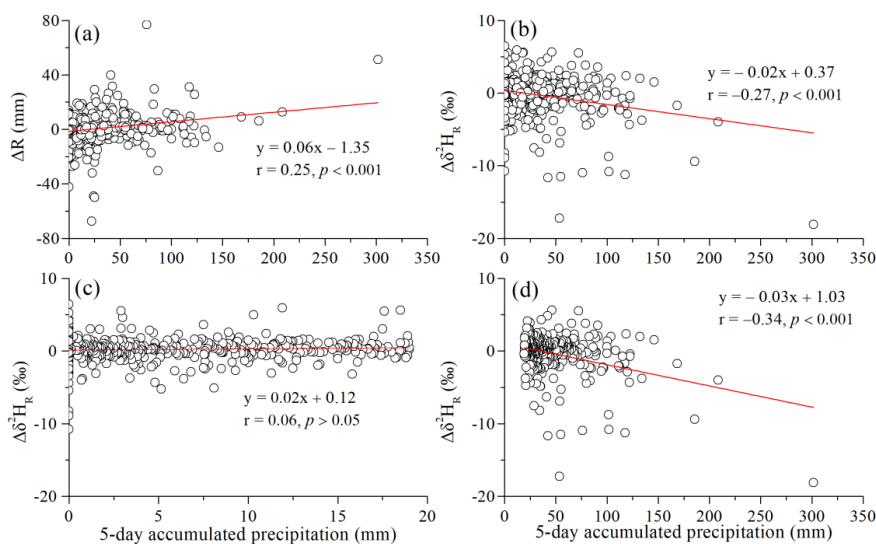 (a)
80
40
0
-40
-80
ΔR (mm)
y = 0.06x − 1.35
r = 0.25, p < 0.001
0 50 100 150 200 250 300 350
(b)
10
0
-10
-20
Δδ²H_R (‰)
y = − 0.02x + 0.37
r = −0.27, p < 0.001
0 50 100 150 200 250 300 350
(c)
10
0
-10
-20
Δδ²H_R (‰)
y = 0.02x + 0.12
r = 0.06, p > 0.05
0 5 10 15 20
5-day accumulated precipitation (mm)
(d)
10
0
-10
-20
Δδ²H_R (‰)
y = − 0.03x + 1.03
r = −0.34, p < 0.001
0 50 100 150 200 250 300 350
5-day accumulated precipitation (mm)